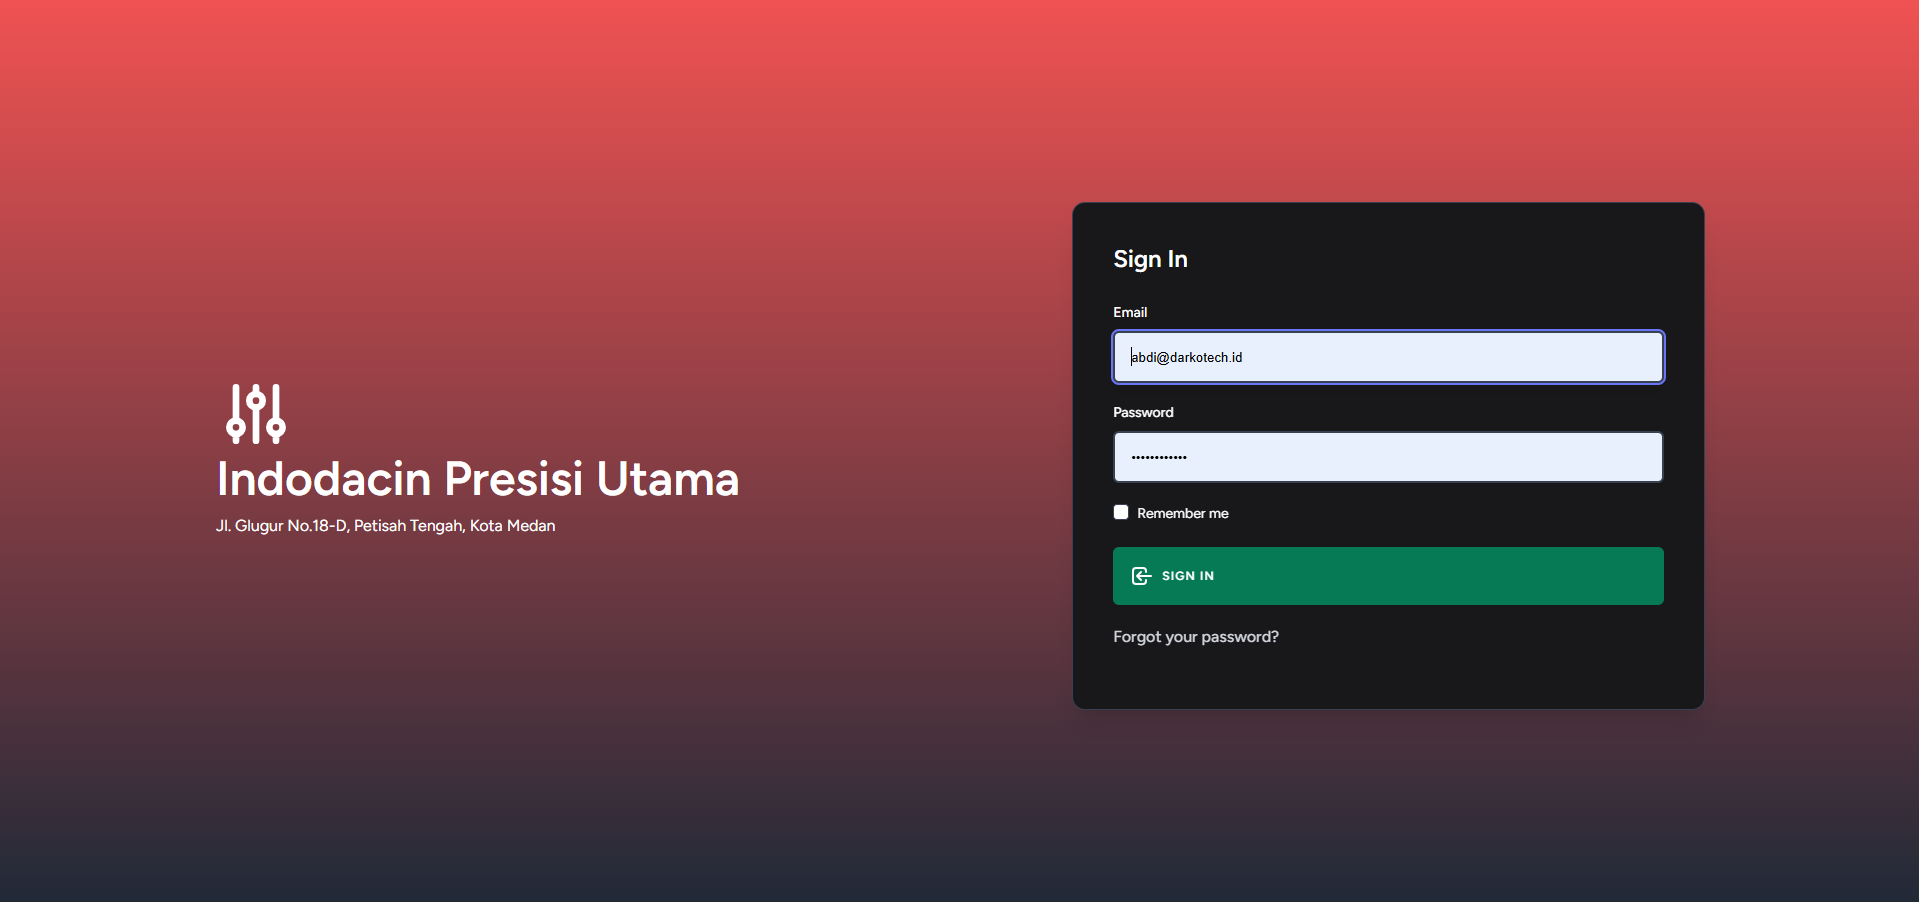 Indodacin Presisi Utama
Jl. Glugur No.18-D, Petisah Tengah, Kota Medan
Sign In
Email
abdi@darkotech.id
Password
••••••••••••
Remember me
SIGN IN
Forgot your password?